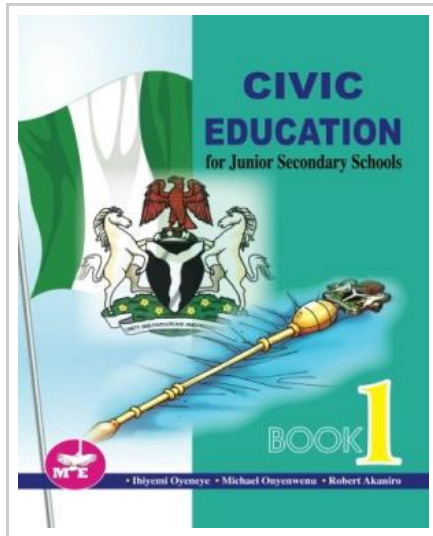 CIVIC
EDUCATION
for Junior Secondary Schools
BOOK 1
M E
• Ibiyemi Oyeneye • Michael Onyenwenu • Robert Akaniro